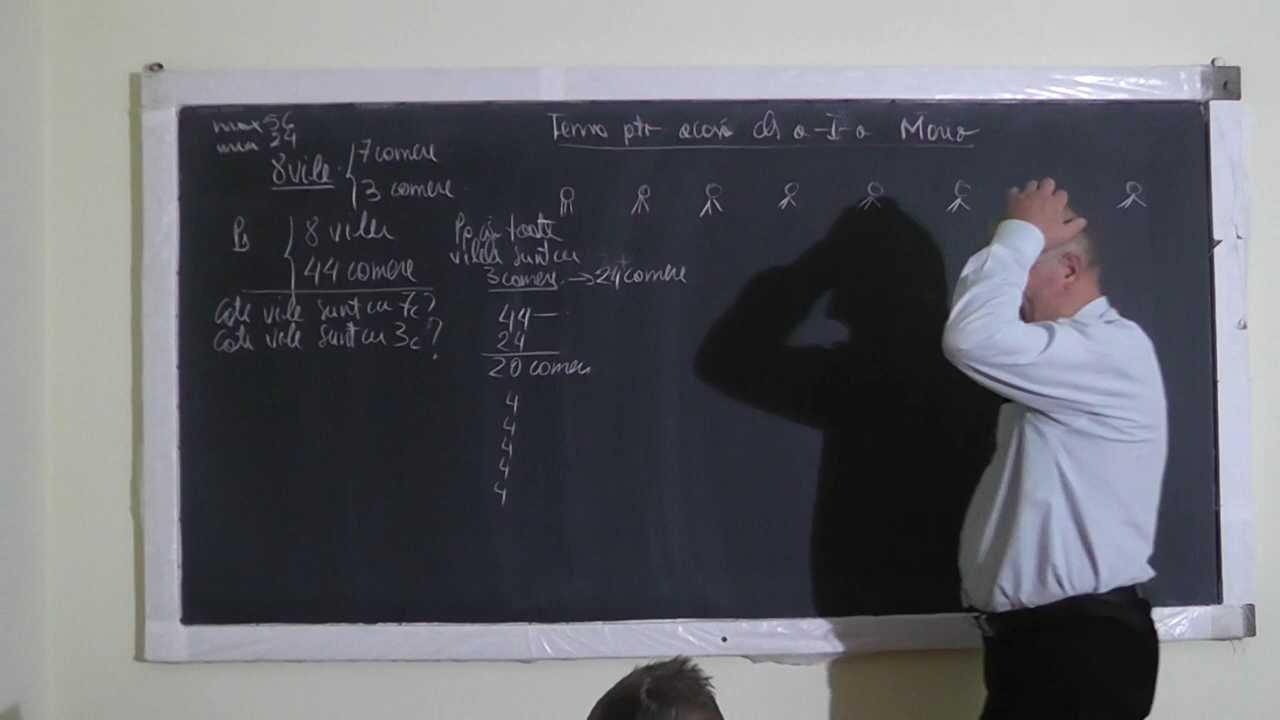 max 56
min 24
8 vile { 7 camere
3 camere
Tema ptr acasă cls a-I-a Mara
Pb { 8 vile
44 camere
Câte vile sunt cu 7c?
Câte vile sunt cu 3c?
Pp că toate
vilele sunt cu
3 camere → 24 camere
44 -
24
20 camere
4
4
4
4
4